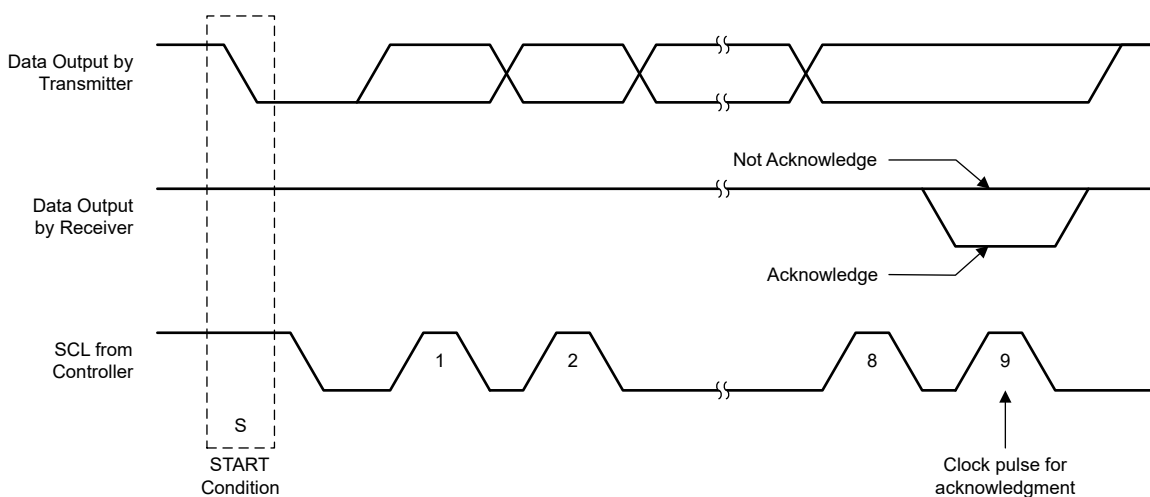 Data Output by
Transmitter
Not Acknowledge
Data Output
by Receiver
Acknowledge
SCL from
Controller
1
2
8
9
S
START
Condition
Clock pulse for
acknowledgment